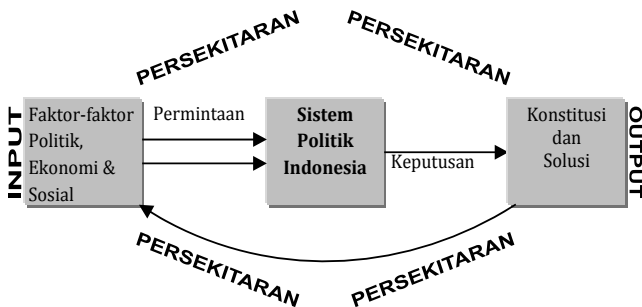 PERSEKITARAN
PERSEKITARAN
INPUT
Faktor-faktor
Politik,
Ekonomi &
Sosial
Permintaan
Sistem
Politik
Indonesia
Keputusan
Konstitusi
dan
Solusi
OUTPUT
PERSEKITARAN
PERSEKITARAN